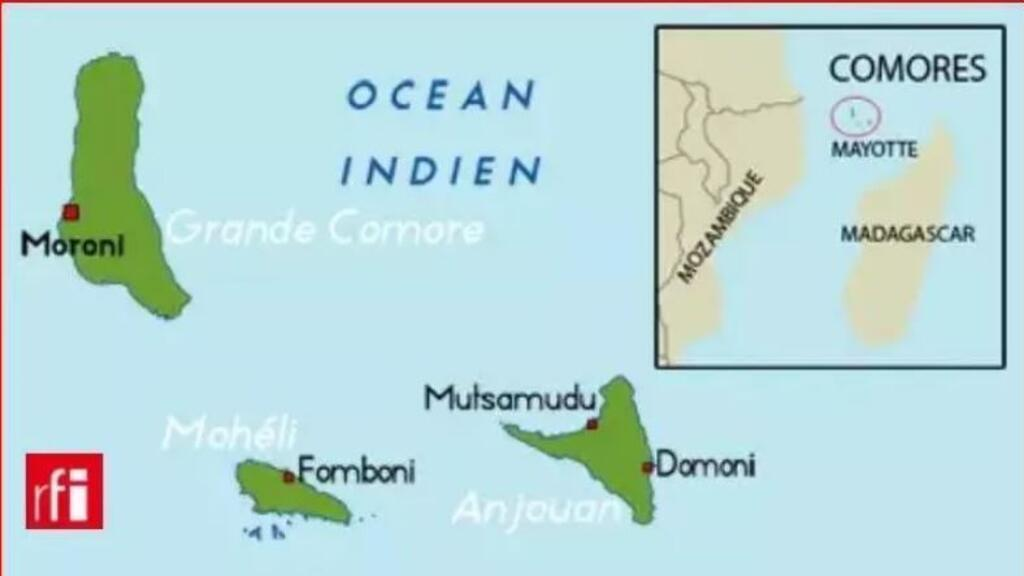 OCEAN
INDIEN
Grande Comore
Moroni
COMORES
MAYOTTE
MOZAMBIQUE
MADAGASCAR
Mutsamudu
Mohéli
Fomboni
Domoni
Anjouan
rfi